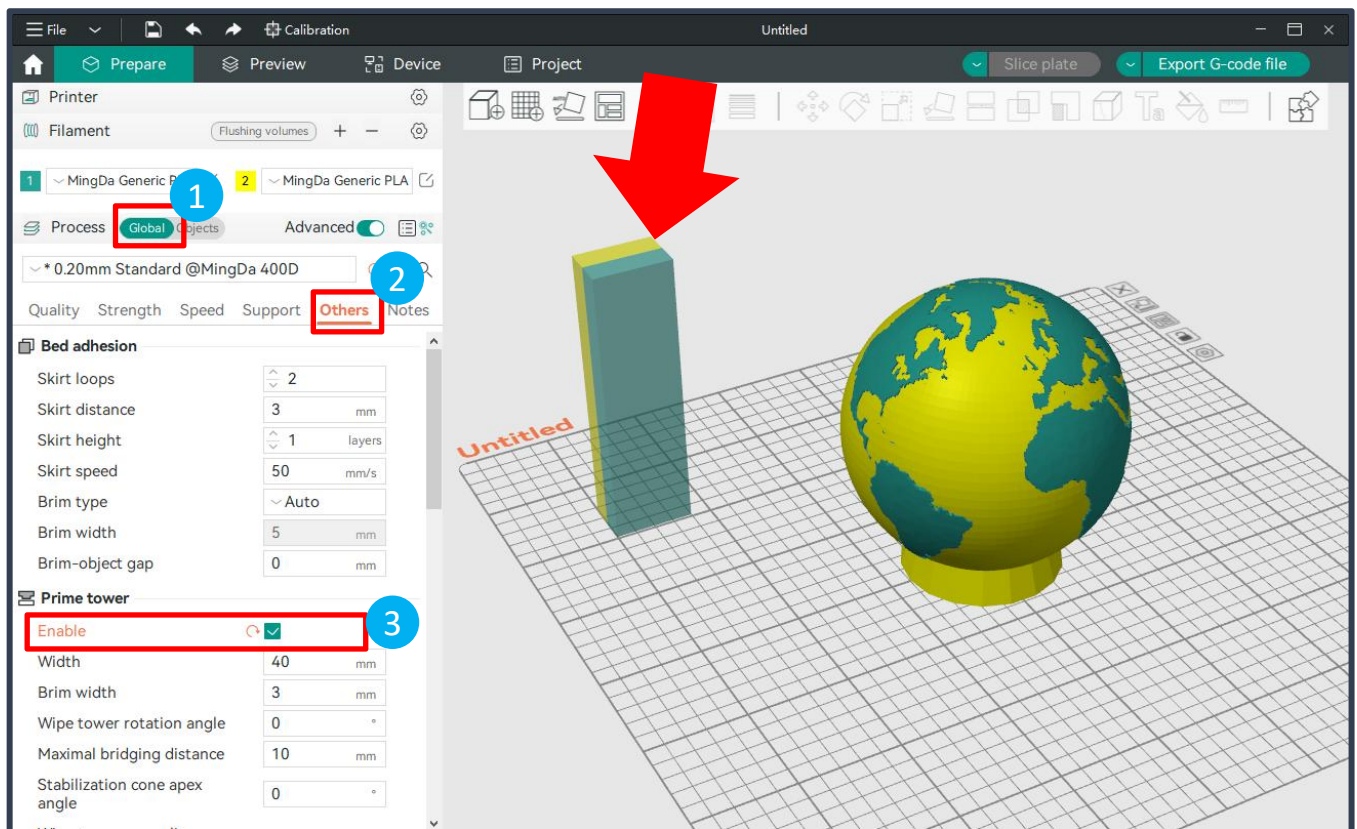 File
Calibration
Untitled
Prepare
Preview
Device
Project
Slice plate
Export G-code file
Printer
Filament
Flushing volumes
+ −
1
MingDa Generic
2
MingDa Generic PLA
1
Process
Global
Advanced
* 0.20mm Standard @MingDa 400D
2
Quality Strength Speed Support Others Notes
Bed adhesion
Skirt loops 2
Skirt distance 3 mm
Skirt height 1 layers
Skirt speed 50 mm/s
Brim type Auto
Brim width 5 mm
Brim-object gap 0 mm
Prime tower
Enable
3
Width 40 mm
Brim width 3 mm
Wipe tower rotation angle 0 °
Maximal bridging distance 10 mm
Stabilization cone apex
angle 0 °
Untitled